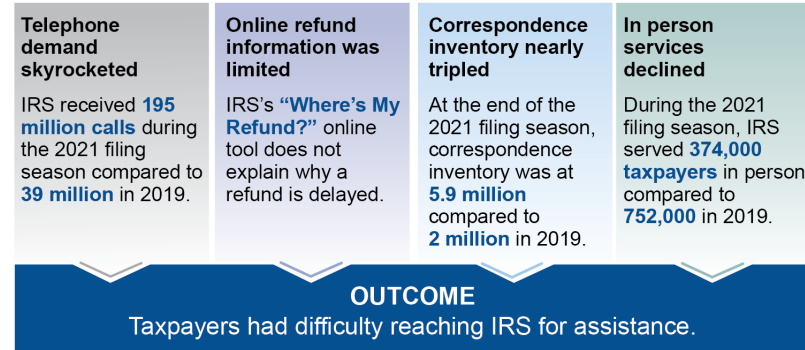 Telephone
demand
skyrocketed
IRS received 195
million calls during
the 2021 filing
season compared to
39 million in 2019.
Online refund
information was
limited
IRS's “Where's My
Refund?” online
tool does not
explain why a
refund is delayed.
Correspondence
inventory nearly
tripled
At the end of the
2021 filing season,
correspondence
inventory was at
5.9 million
compared to
2 million in 2019.
In person
services
declined
During the 2021
filing season, IRS
served 374,000
taxpayers in person
compared to
752,000 in 2019.
OUTCOME
Taxpayers had difficulty reaching IRS for assistance.